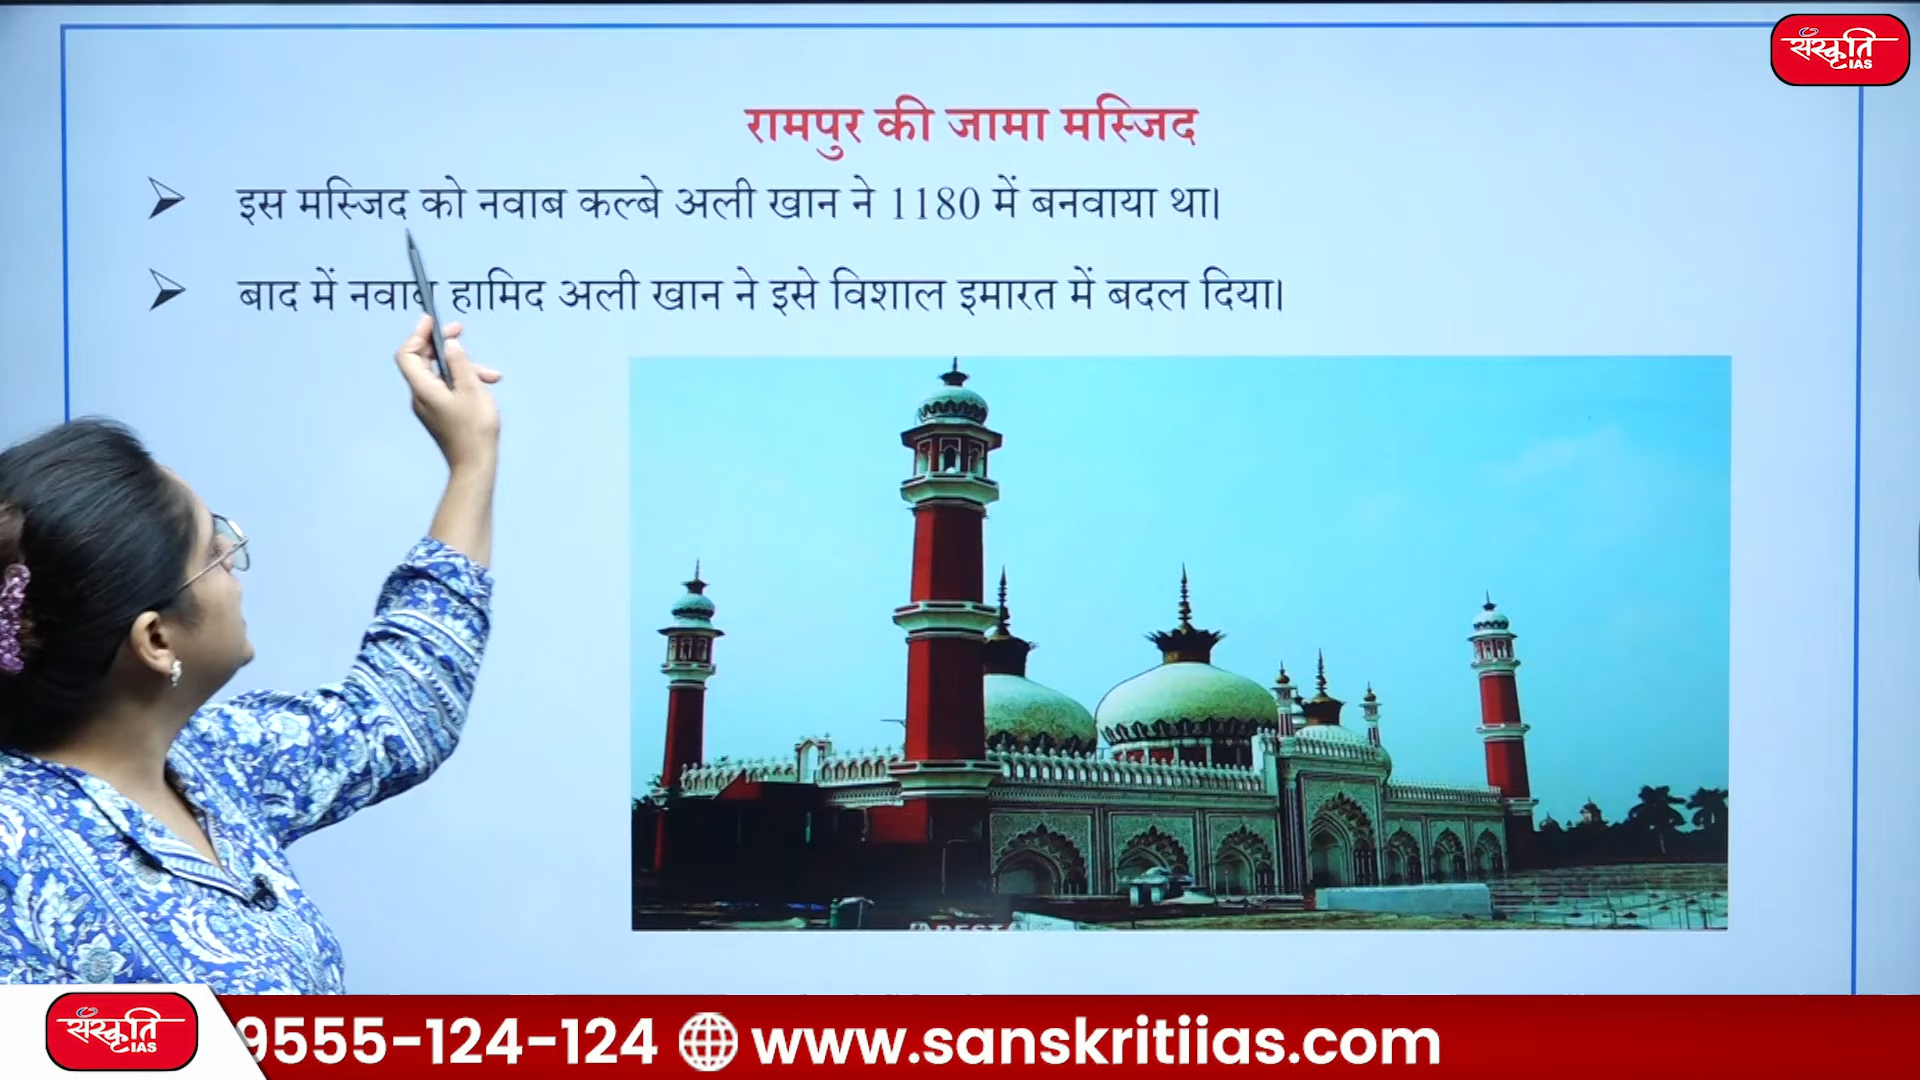 संस्कृति
IAS
रामपुर की जामा मस्जिद
इस मस्जिद को नवाब कल्बे अली खान ने 1180 में बनवाया था।
बाद में नवाब हामिद अली खान ने इसे विशाल इमारत में बदल दिया।
संस्कृति
IAS
9555-124-124 www.sanskritiias.com